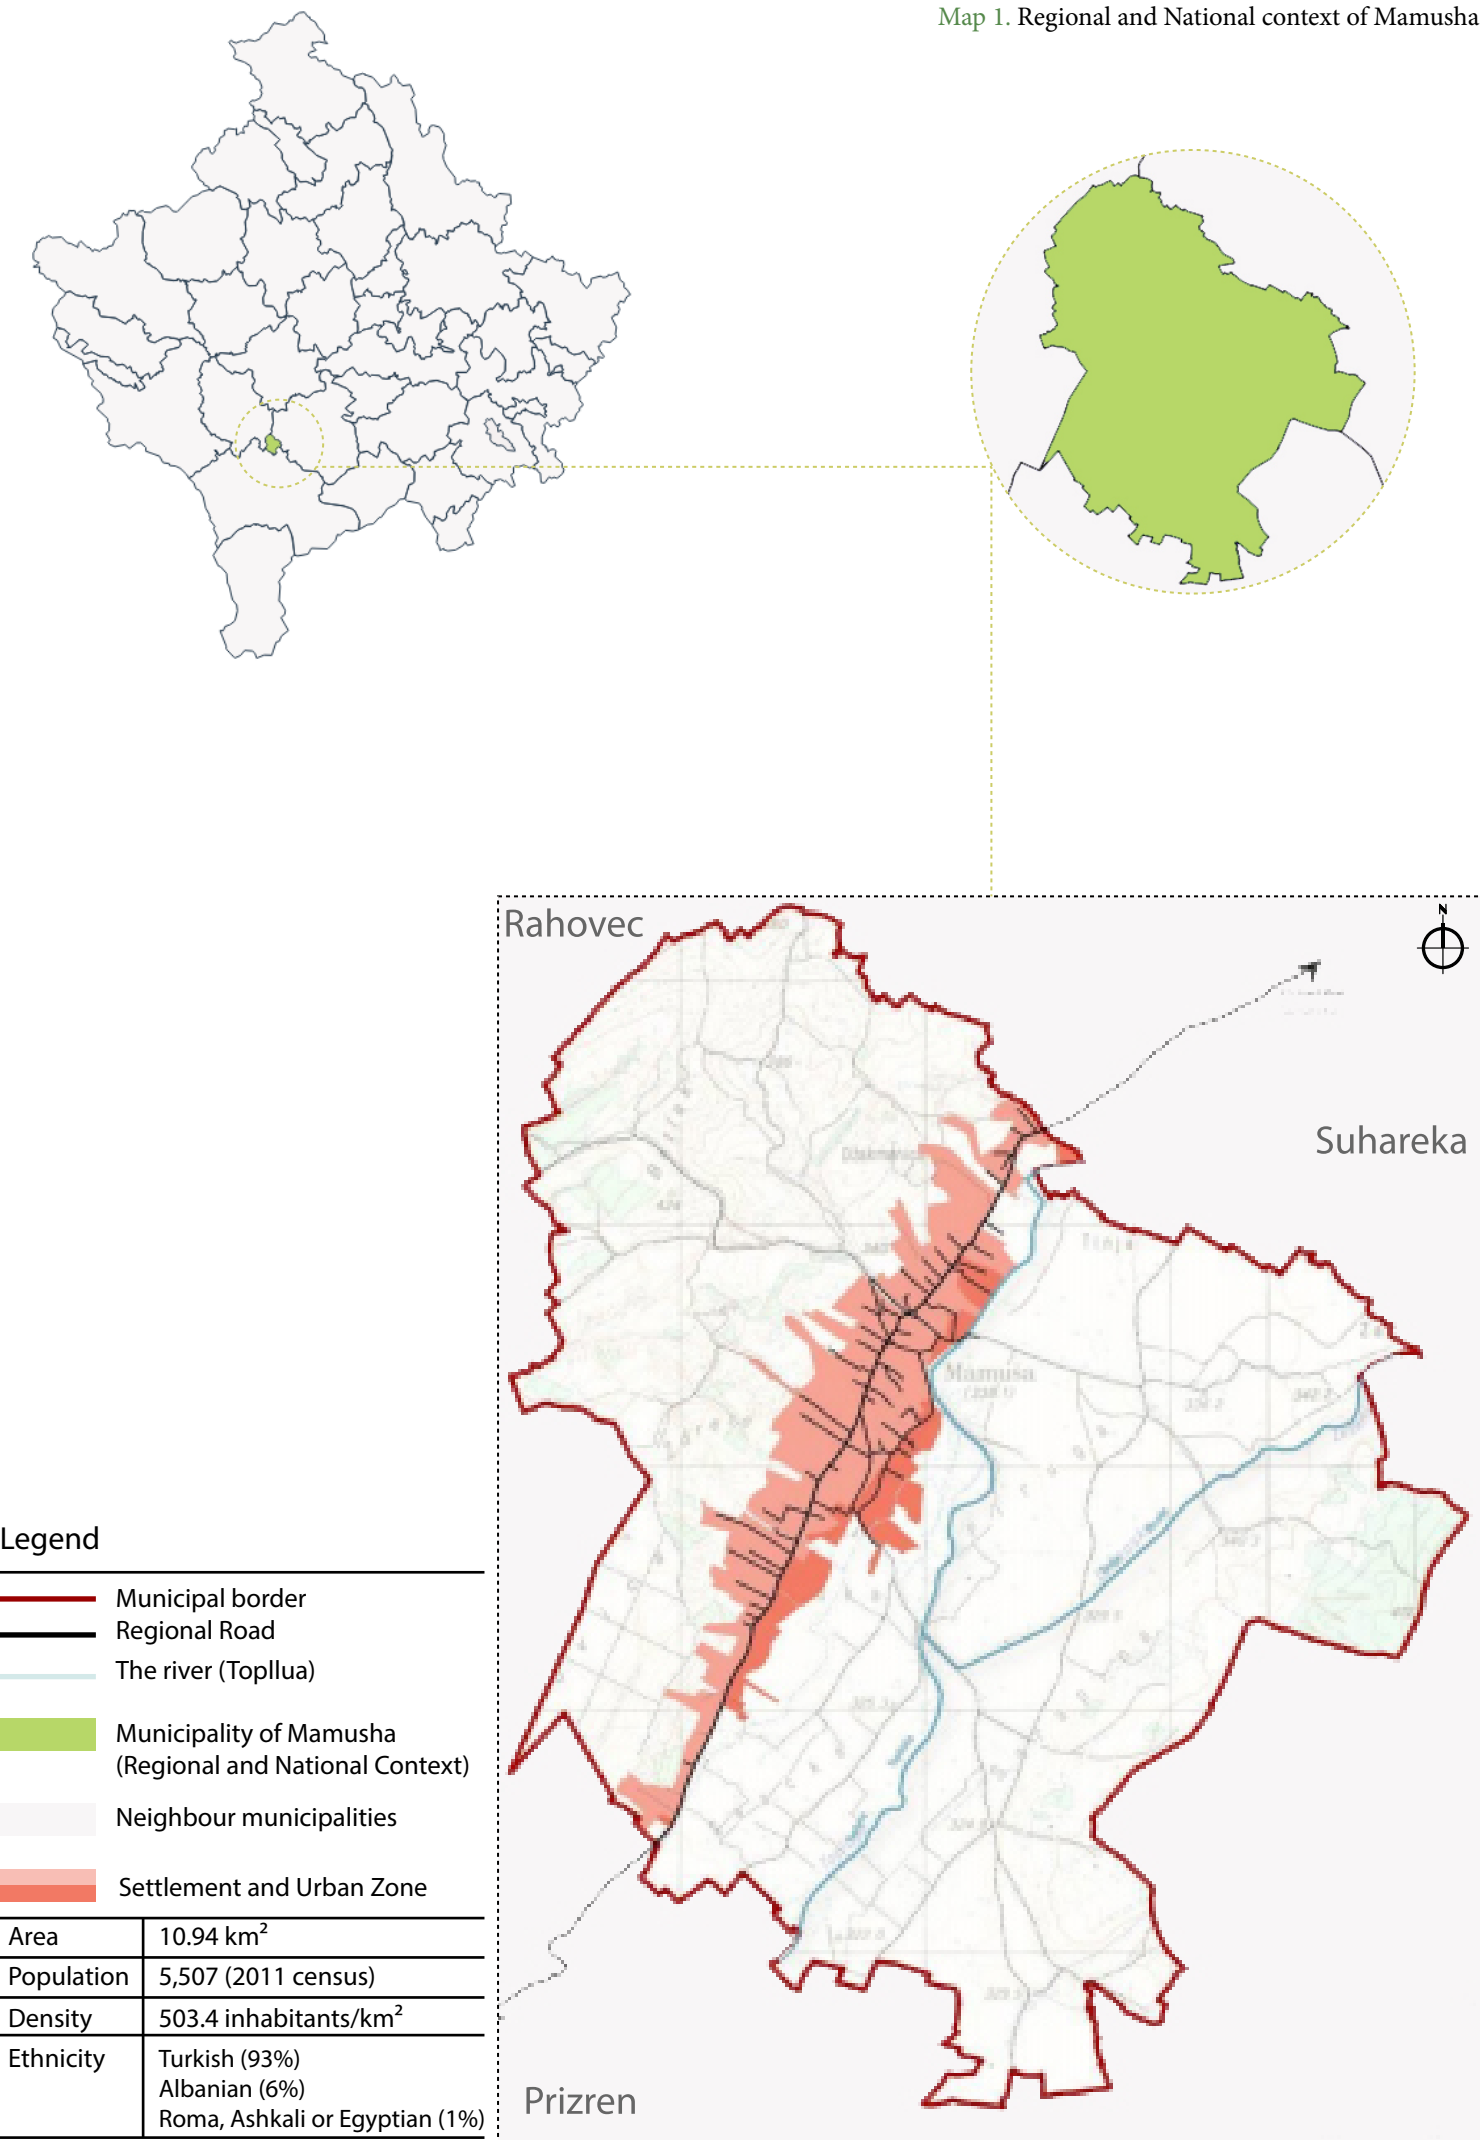 Map 1. Regional and National context of Mamusha
Rahovec
N
Suhareka
Mamusa
Prizren
Legend
Municipal border
Regional Road
The river (Topllua)
Municipality of Mamusha
(Regional and National Context)
Neighbour municipalities
Settlement and Urban Zone
Area 10.94 km²
Population 5,507 (2011 census)
Density 503.4 inhabitants/km²
Ethnicity Turkish (93%)
Albanian (6%)
Roma, Ashkali or Egyptian (1%)